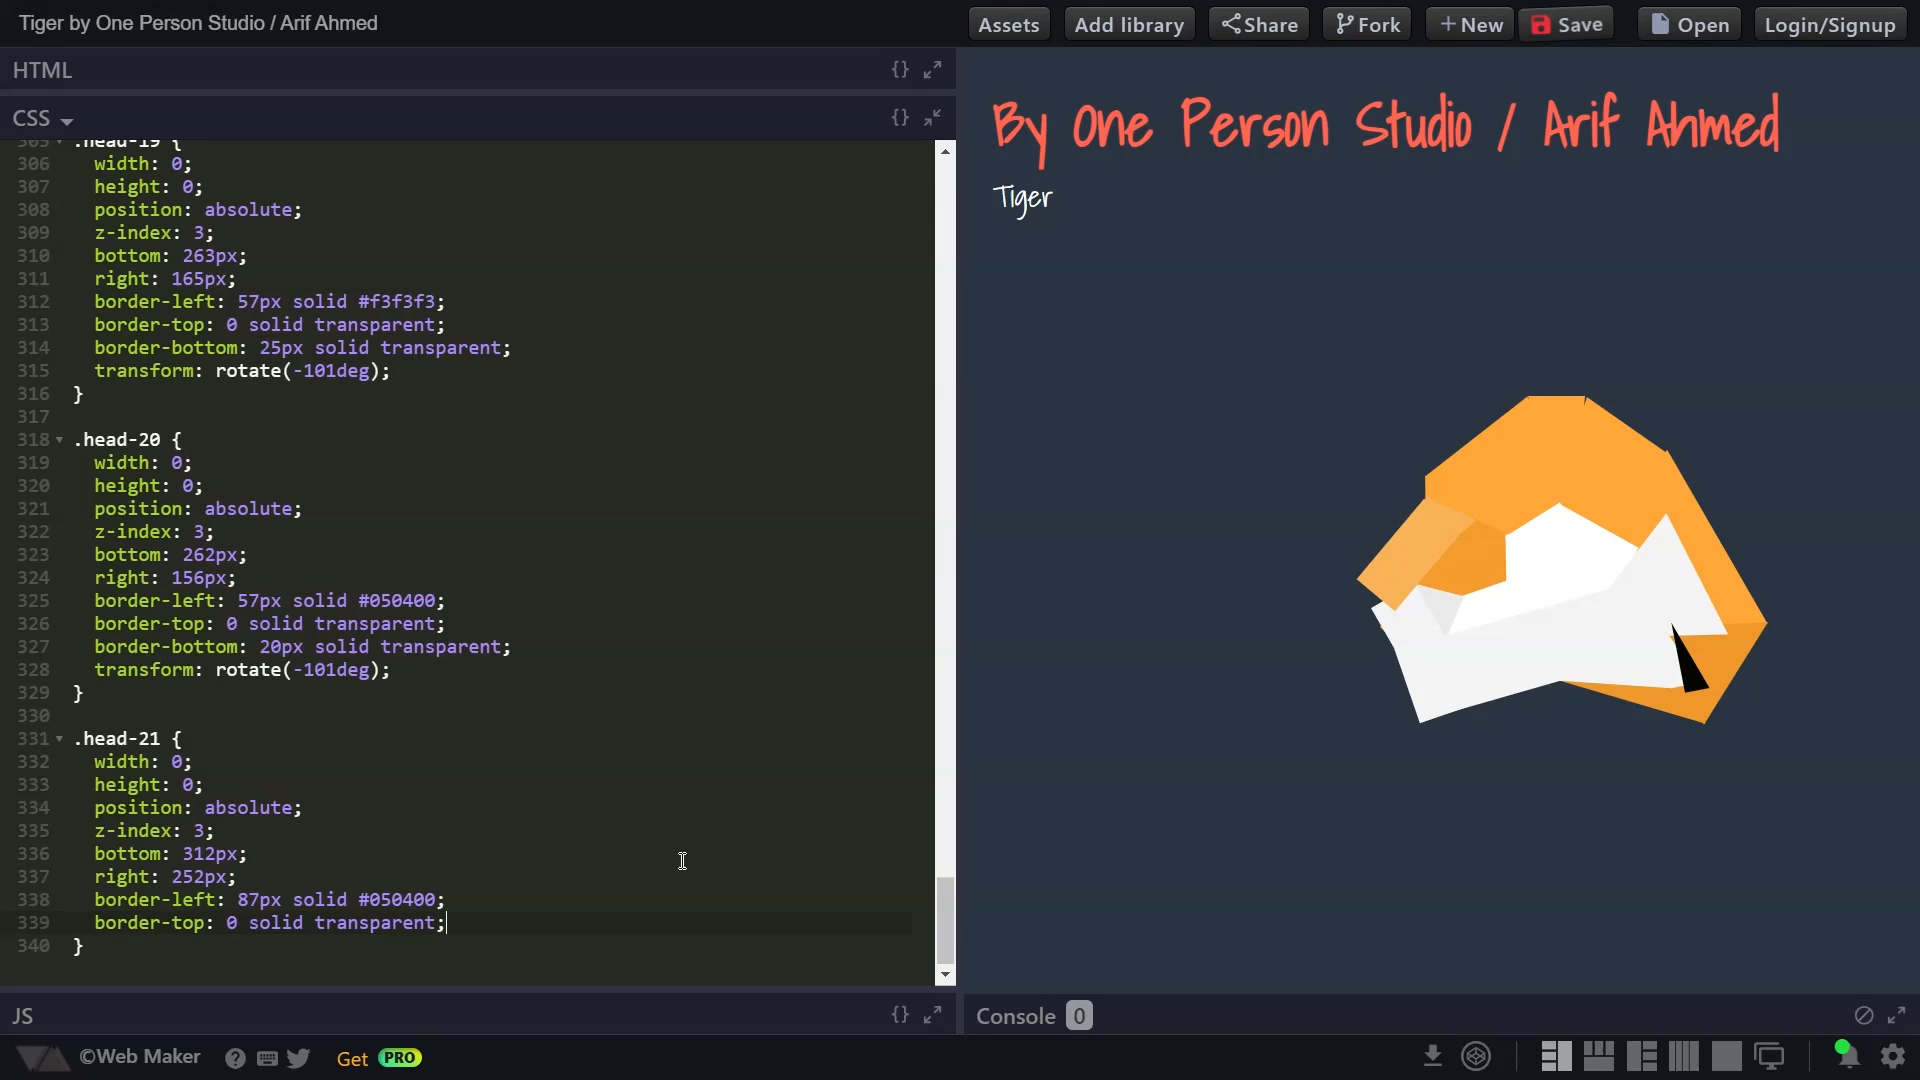 Tiger by One Person Studio / Arif Ahmed
Assets
Add library
Share
Fork
+ New
Save
Open
Login/Signup
HTML
{}
CSS
{}
305 .head-19 {
306 width: 0;
307 height: 0;
308 position: absolute;
309 z-index: 3;
310 bottom: 263px;
311 right: 165px;
312 border-left: 57px solid #f3f3f3;
313 border-top: 0 solid transparent;
314 border-bottom: 25px solid transparent;
315 transform: rotate(-101deg);
316 }
317
318 .head-20 {
319 width: 0;
320 height: 0;
321 position: absolute;
322 z-index: 3;
323 bottom: 262px;
324 right: 156px;
325 border-left: 57px solid #050400;
326 border-top: 0 solid transparent;
327 border-bottom: 20px solid transparent;
328 transform: rotate(-101deg);
329 }
330
331 .head-21 {
332 width: 0;
333 height: 0;
334 position: absolute;
335 z-index: 3;
336 bottom: 312px;
337 right: 252px;
338 border-left: 87px solid #050400;
339 border-top: 0 solid transparent;
340 }
JS
{}
By One Person Studio / Arif Ahmed
Tiger
Console 0
©Web Maker
?
Get PRO